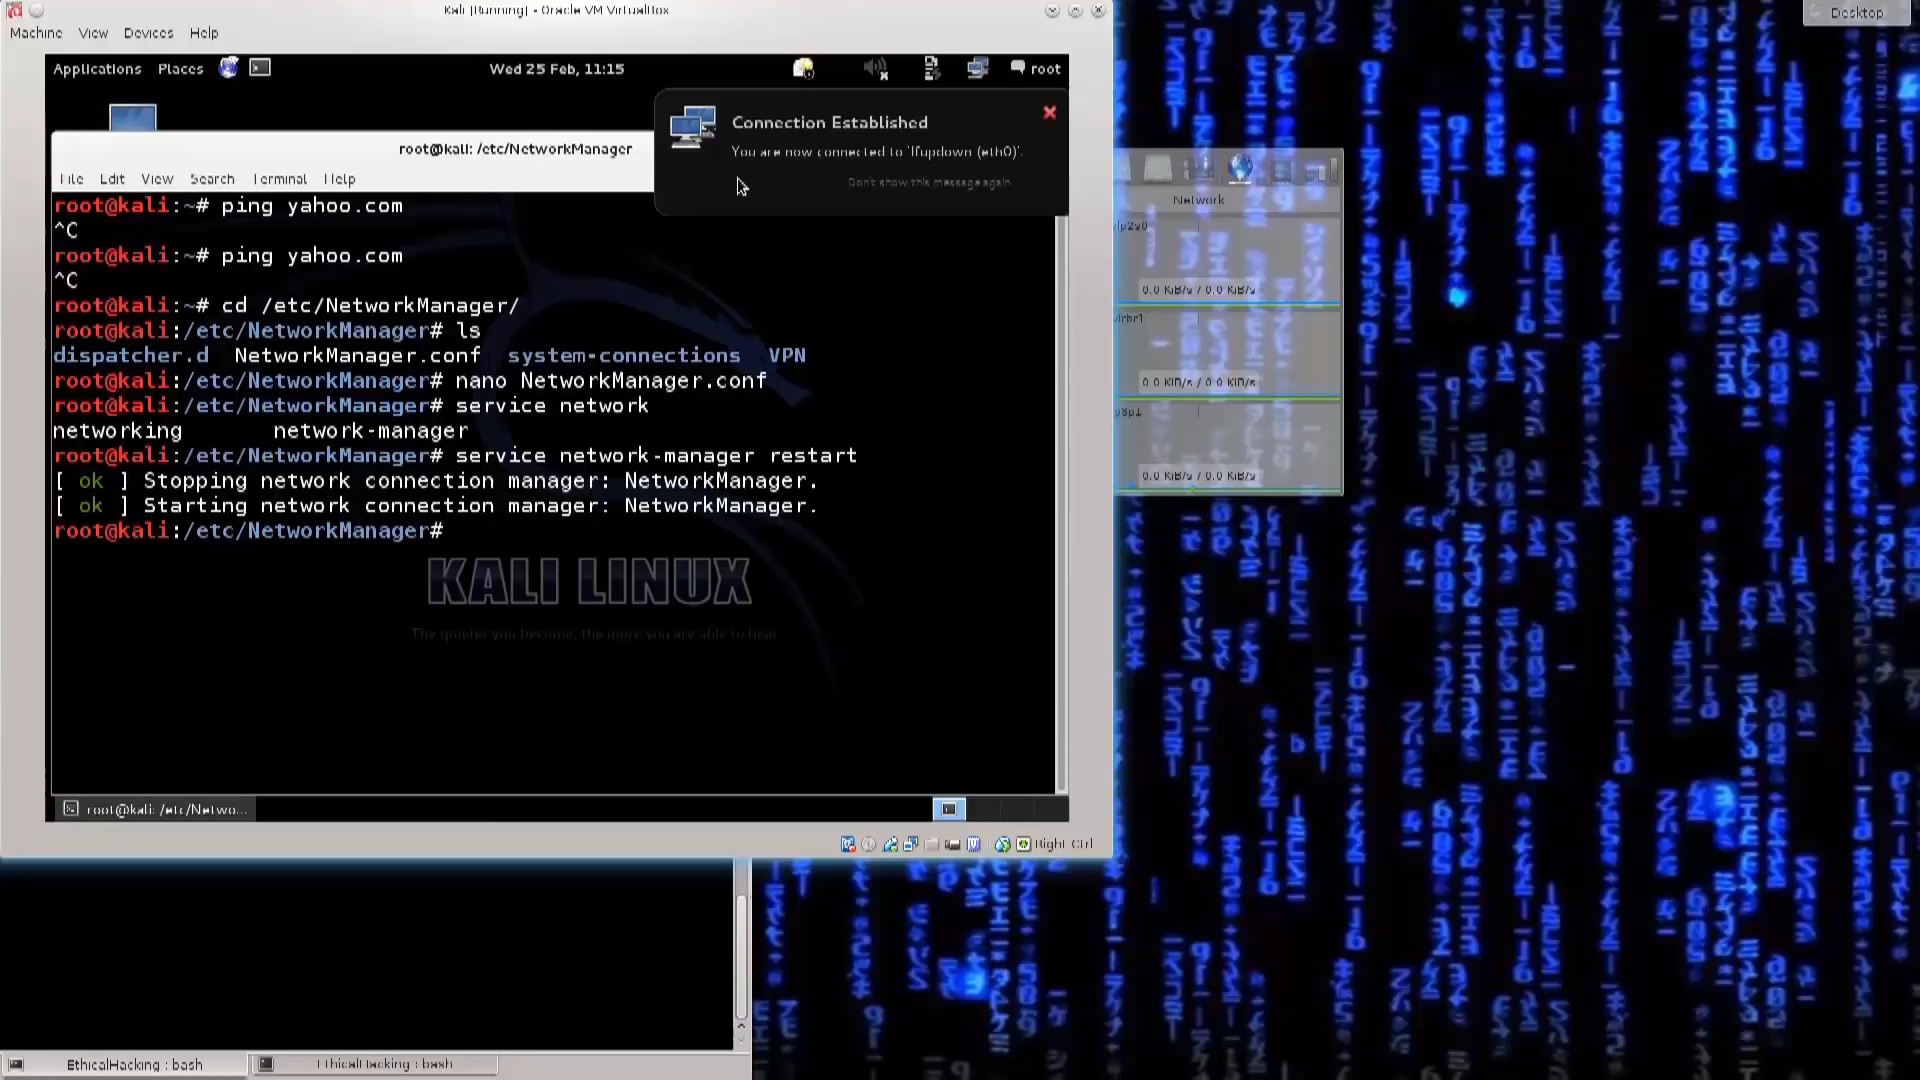 Kali [Running] - Oracle VM VirtualBox
Machine View Devices Help
Desktop
Applications Places
Wed 25 Feb, 11:15
root
Connection Established
You are now connected to 'Ifupdown (eth0)'.
Don't show this message again
root@kali: /etc/NetworkManager
File Edit View Search Terminal Help
root@kali:~# ping yahoo.com
^C
root@kali:~# ping yahoo.com
^C
root@kali:~# cd /etc/NetworkManager/
root@kali:/etc/NetworkManager# ls
dispatcher.d NetworkManager.conf system-connections VPN
root@kali:/etc/NetworkManager# nano NetworkManager.conf
root@kali:/etc/NetworkManager# service network
networking network-manager
root@kali:/etc/NetworkManager# service network-manager restart
[ ok ] Stopping network connection manager: NetworkManager.
[ ok ] Starting network connection manager: NetworkManager.
root@kali:/etc/NetworkManager#
KALI LINUX
The quieter you become, the more you are able to hear
root@kali: /etc/Netwo...
Right Ctrl
Network
0.0 KiB/s / 0.0 KiB/s
0.0 KiB/s / 0.0 KiB/s
0.0 KiB/s / 0.0 KiB/s
EthicalHacking : bash
EthicalHacking : bash